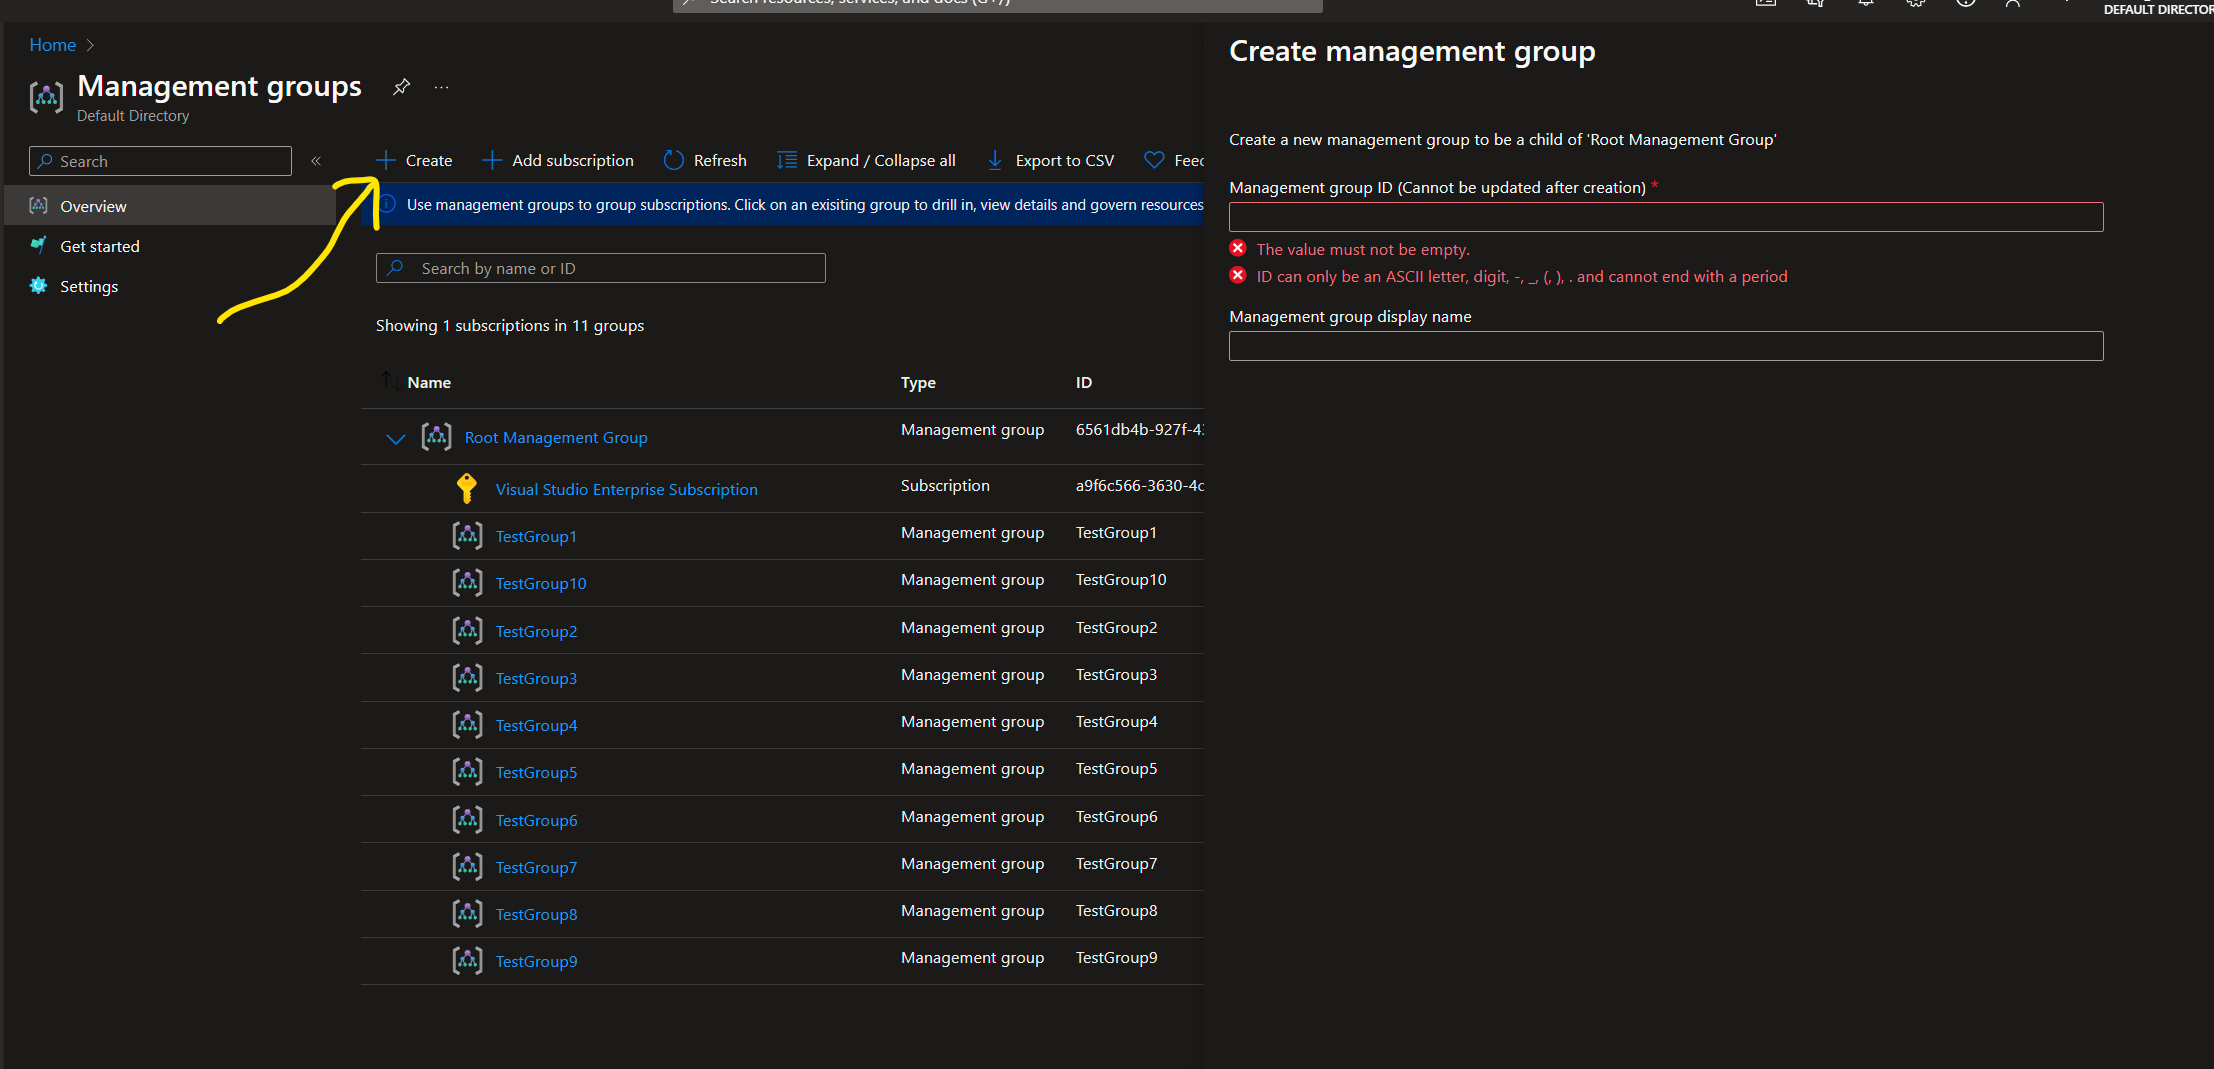 Search resources, services, and docs (G+/)
DEFAULT DIRECTOR
Home
Management groups
Default Directory
Search
Overview
Get started
Settings
Create
Add subscription
Refresh
Expand / Collapse all
Export to CSV
Use management groups to group subscriptions. Click on an exisiting group to drill in, view details and govern resources
Search by name or ID
Showing 1 subscriptions in 11 groups
Name Type ID
Root Management Group Management group 6561db4b-927f-43
Visual Studio Enterprise Subscription Subscription a9f6c566-3630-4c
TestGroup1 Management group TestGroup1
TestGroup10 Management group TestGroup10
TestGroup2 Management group TestGroup2
TestGroup3 Management group TestGroup3
TestGroup4 Management group TestGroup4
TestGroup5 Management group TestGroup5
TestGroup6 Management group TestGroup6
TestGroup7 Management group TestGroup7
TestGroup8 Management group TestGroup8
TestGroup9 Management group TestGroup9
Create management group
Create a new management group to be a child of 'Root Management Group'
Management group ID (Cannot be updated after creation) *
The value must not be empty.
ID can only be an ASCII letter, digit, -, _, (, ), . and cannot end with a period
Management group display name